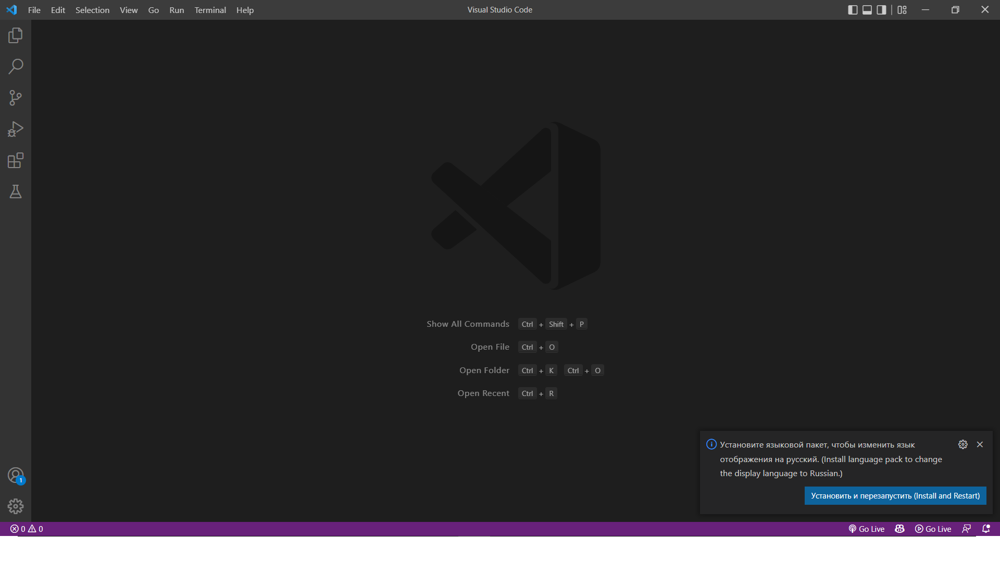 File Edit Selection View Go Run Terminal Help Visual Studio Code
Show All Commands Ctrl + Shift + P
Open File Ctrl + O
Open Folder Ctrl + K Ctrl + O
Open Recent Ctrl + R
Установите языковой пакет, чтобы изменить язык
отображения на русский. (Install language pack to change
the display language to Russian.)
Установить и перезапустить (Install and Restart)
1
0 0 Go Live Go Live